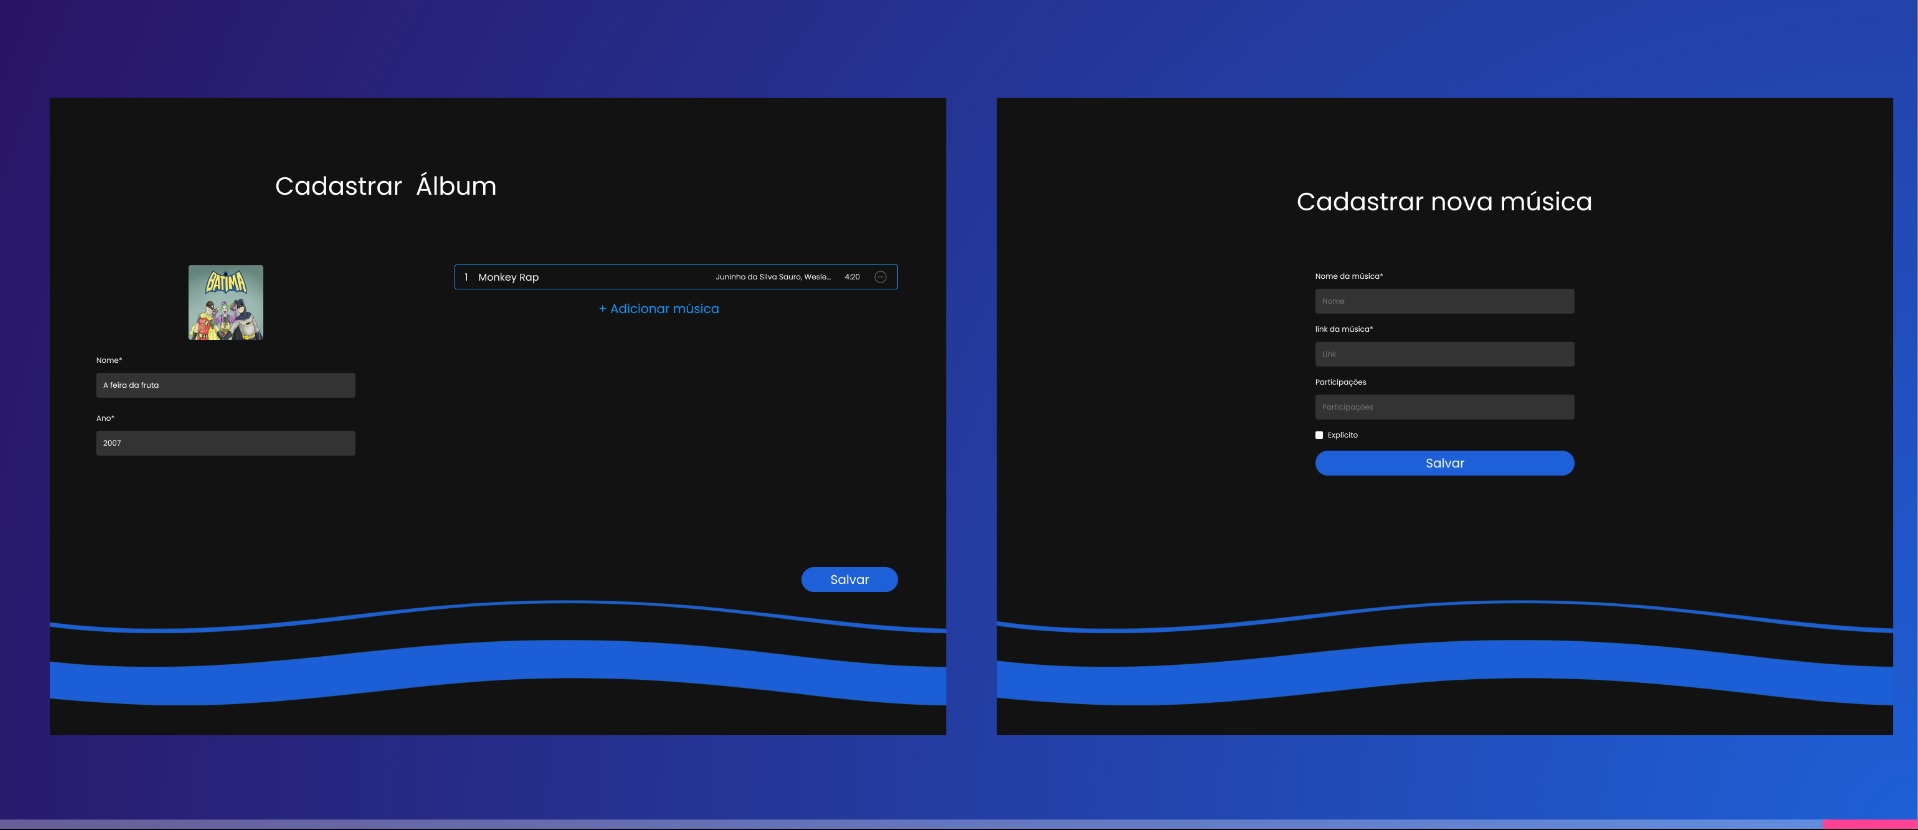 Cadastrar Álbum
BATIMA
1 Monkey Rap Juninho da Silva Sauro, Wesle... 4:20
+ Adicionar música
Nome*
A feira da fruta
Ano*
2007
Salvar
Cadastrar nova música
Nome da música*
Nome
link da música*
Link
Participações
Participações
Explícito
Salvar